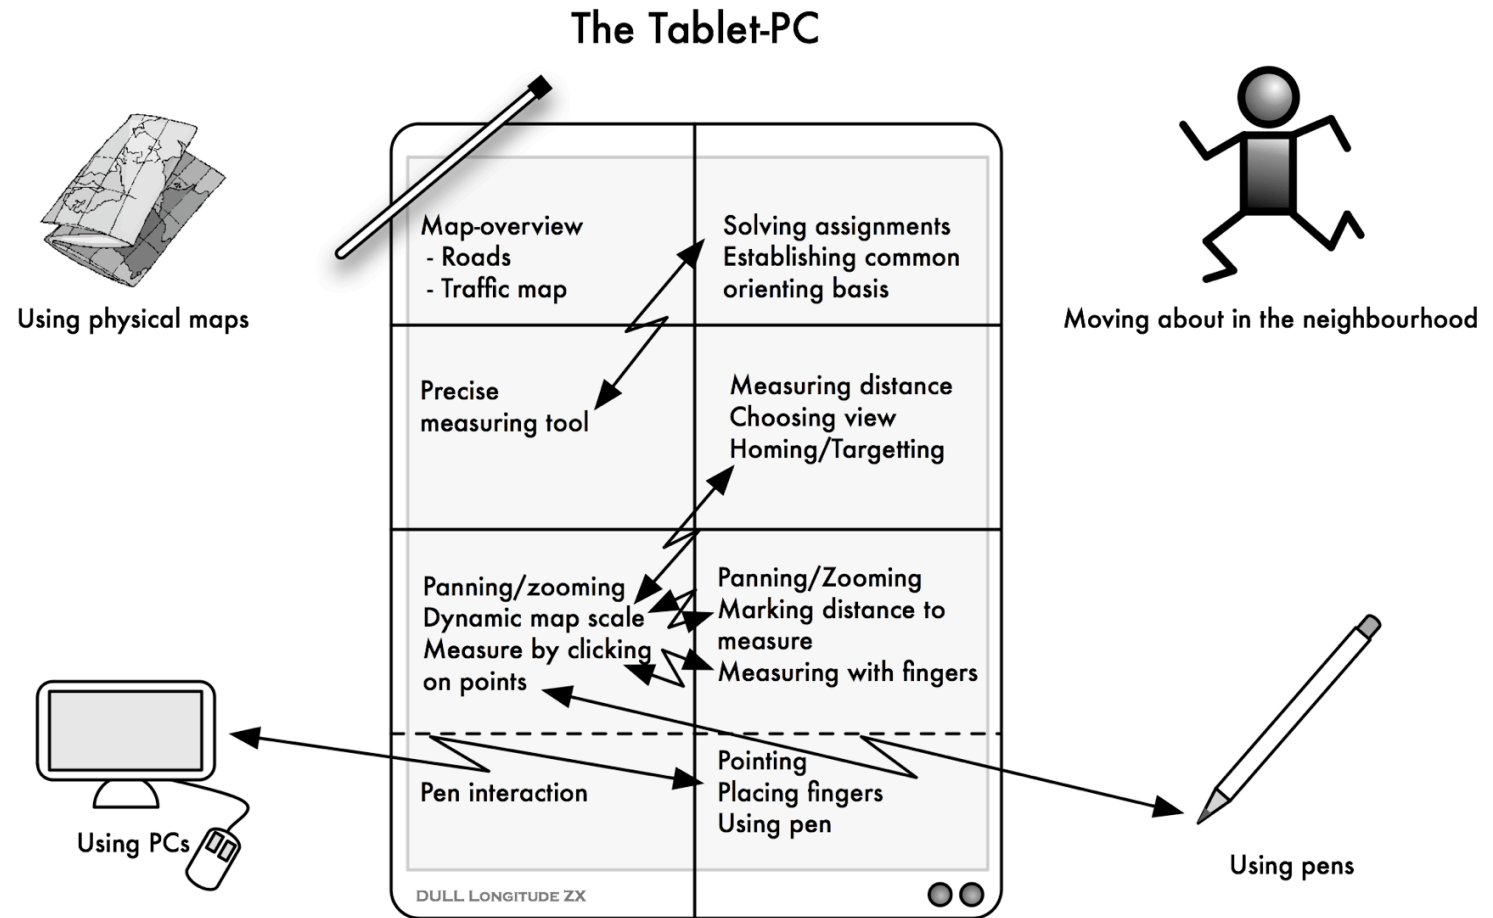 The Tablet-PC
Using physical maps
Map-overview
- Roads
- Traffic map
Solving assignments
Establishing common
orienting basis
Moving about in the neighbourhood
Precise
measuring tool
Measuring distance
Choosing view
Homing/Targetting
Panning/zooming
Dynamic map scale
Measure by clicking
on points
Panning/Zooming
Marking distance to
measure
Measuring with fingers
Using PCs
Pen interaction
Pointing
Placing fingers
Using pen
Using pens
DULL LONGITUDE ZX